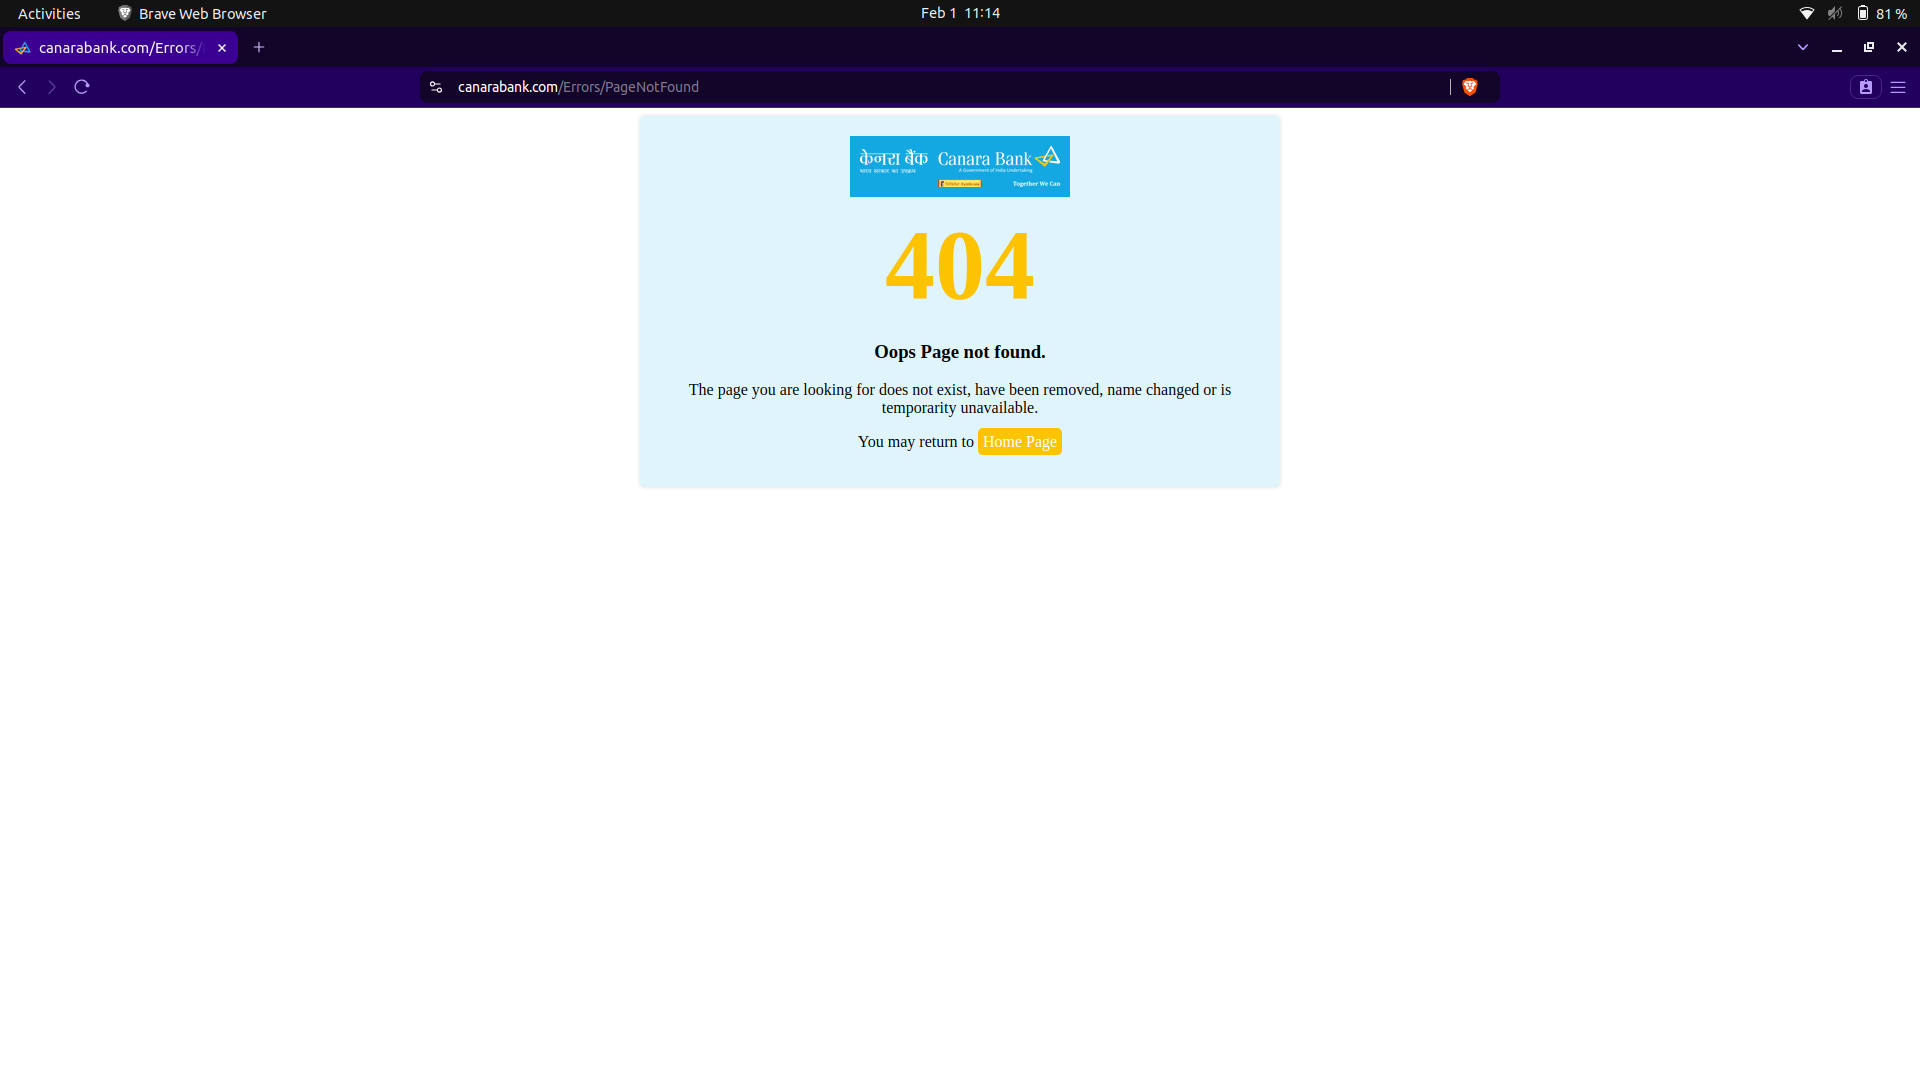 Activities
Brave Web Browser
Feb 1 11:14
81 %
canarabank.com/Errors/
canarabank.com/Errors/PageNotFound
केनरा बैंक Canara Bank
भारत सरकार का उपक्रम A Government of India Undertaking
Together We Can
404
Oops Page not found.
The page you are looking for does not exist, have been removed, name changed or is
temporarity unavailable.
You may return to Home Page